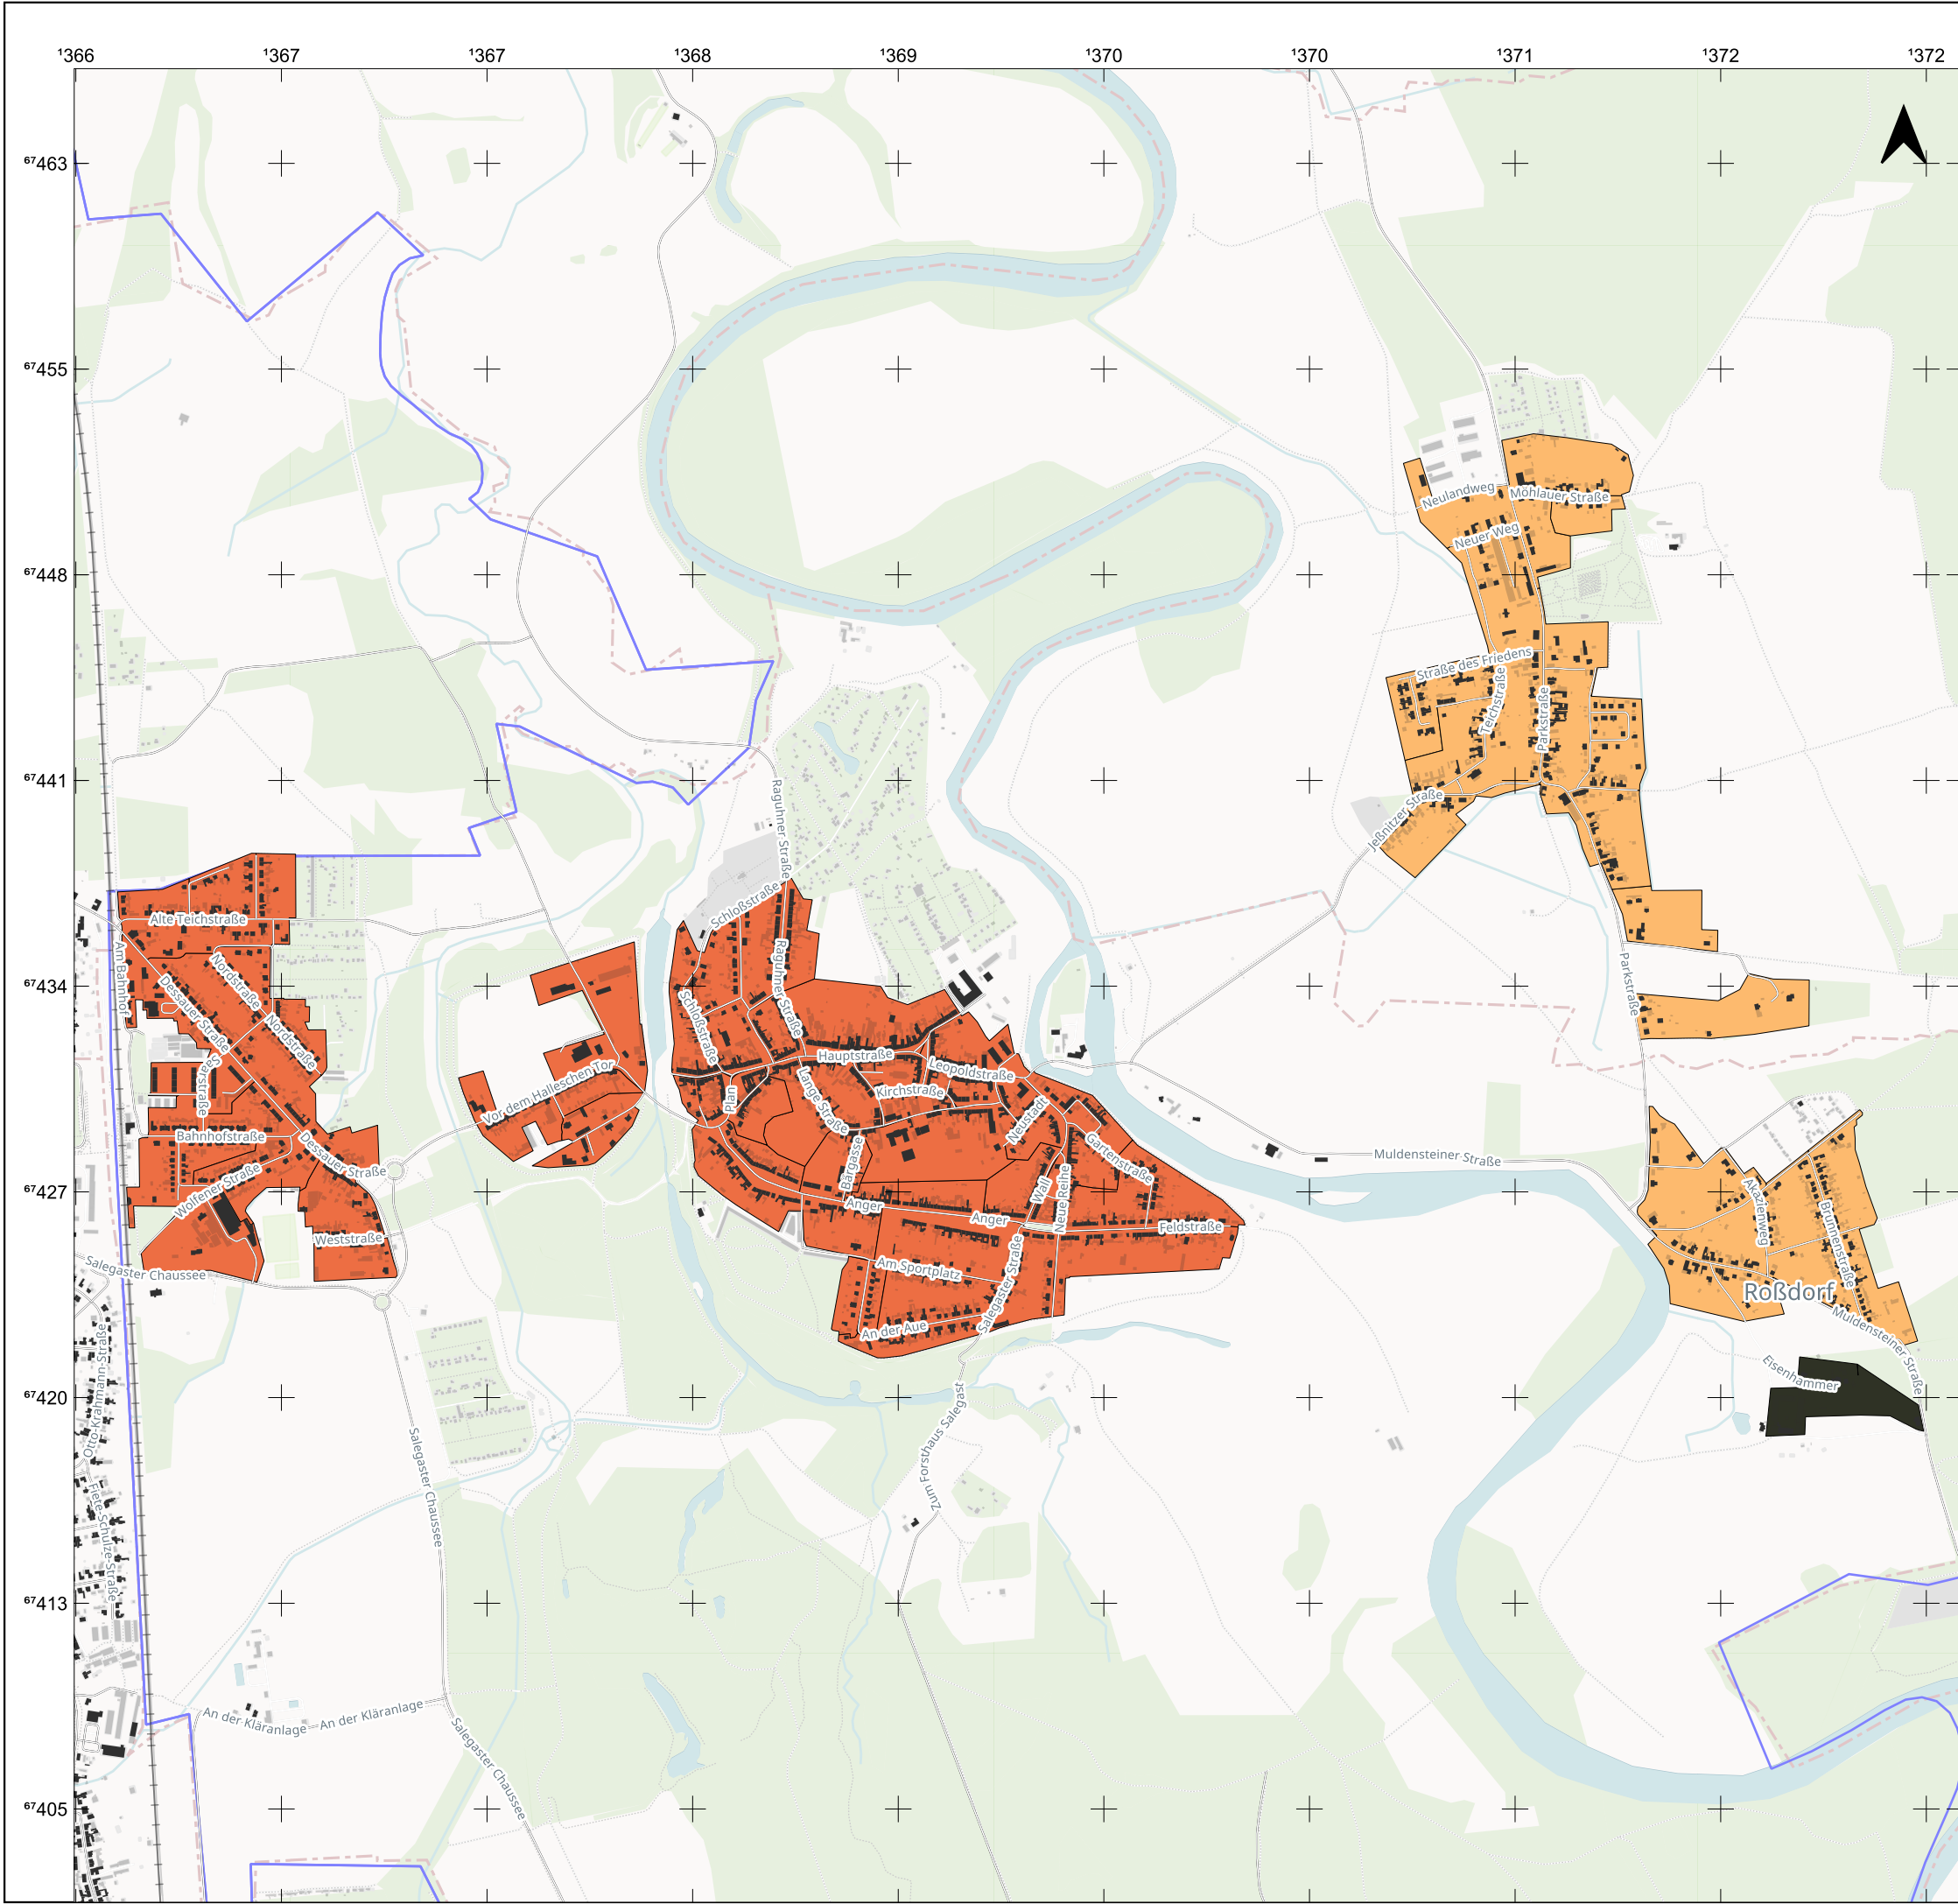 ¹366 ¹367 ¹367 ¹368 ¹369 ¹370 ¹370 ¹371 ¹372 ¹372
⁶⁷463
⁶⁷455
⁶⁷448
⁶⁷441
⁶⁷434
⁶⁷427
⁶⁷420
⁶⁷413
⁶⁷405
Neulandweg
Möhlauer Straße
Neuer Weg
Straße des Friedens
Teichstraße
Parkstraße
Jeßnitzer Straße
Parkstraße
Raguhner Straße
Schloßstraße
Raguhner Straße
Schloßstraße
Alte Teichstraße
Am Bahnhof
Nordstraße
Dessauer Straße
Nordstraße
Saarstraße
Bahnhofstraße
Dessauer Straße
Wolfener Straße
Weststraße
Salegaster Chaussee
Vor dem Halleschen Tor
Hauptstraße
Leopoldstraße
Kirchstraße
Lange Straße
Plan
Neustadt
Gartenstraße
Bärgasse
Wall
Neue Reihe
Anger
Anger
Feldstraße
Am Sportplatz
Salegaster Straße
An der Aue
Muldensteiner Straße
Akazienweg
Brunnenstraße
Roßdorf
Muldensteiner Straße
Eisenhammer
Otto-Krahmann-Straße
Fiete-Schulze-Straße
Salegaster Chaussee
Zum Forsthaus Salegast
An der Kläranlage
An der Kläranlage
Salegaster Chaussee